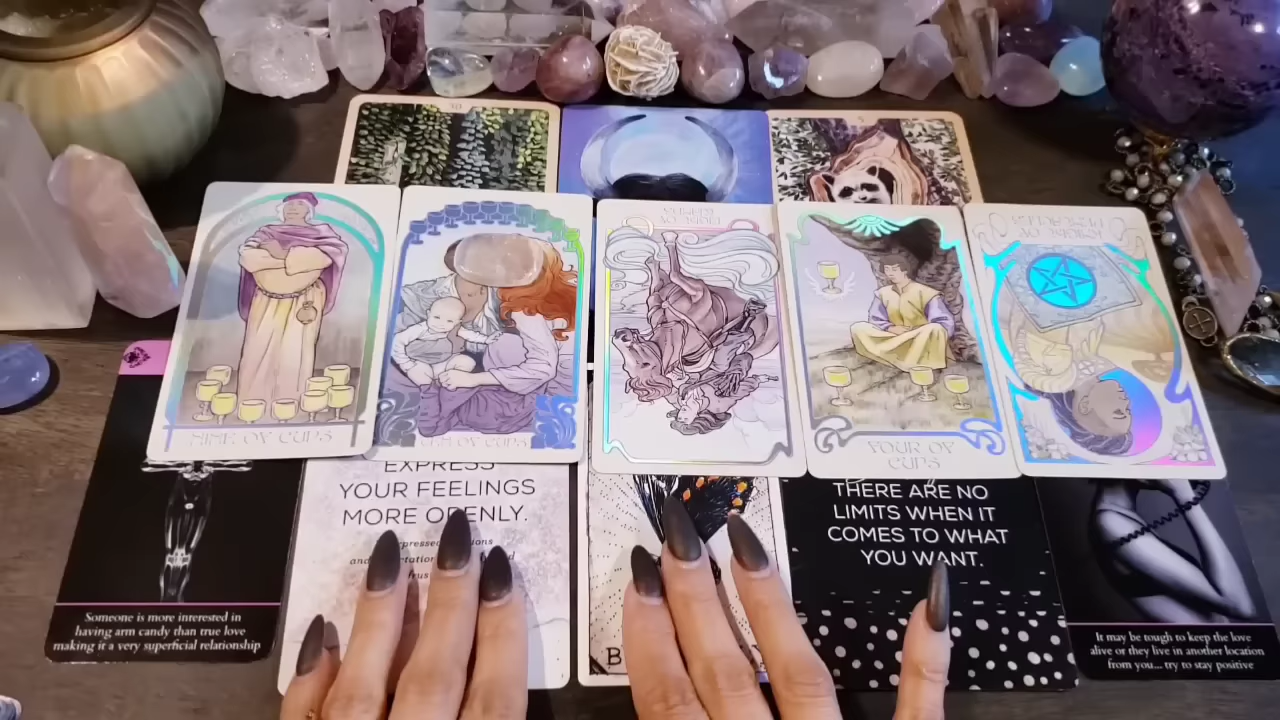 NINE OF CUPS
FOUR OF
CUPS
EXPRESS
YOUR FEELINGS
MORE OPENLY.
THERE ARE NO
LIMITS WHEN IT
COMES TO WHAT
YOU WANT.
Someone is more interested in
having arm candy than true love
making it a very superficial relationship
It may be tough to keep the love
alive or they live in another location
from you... try to stay positive